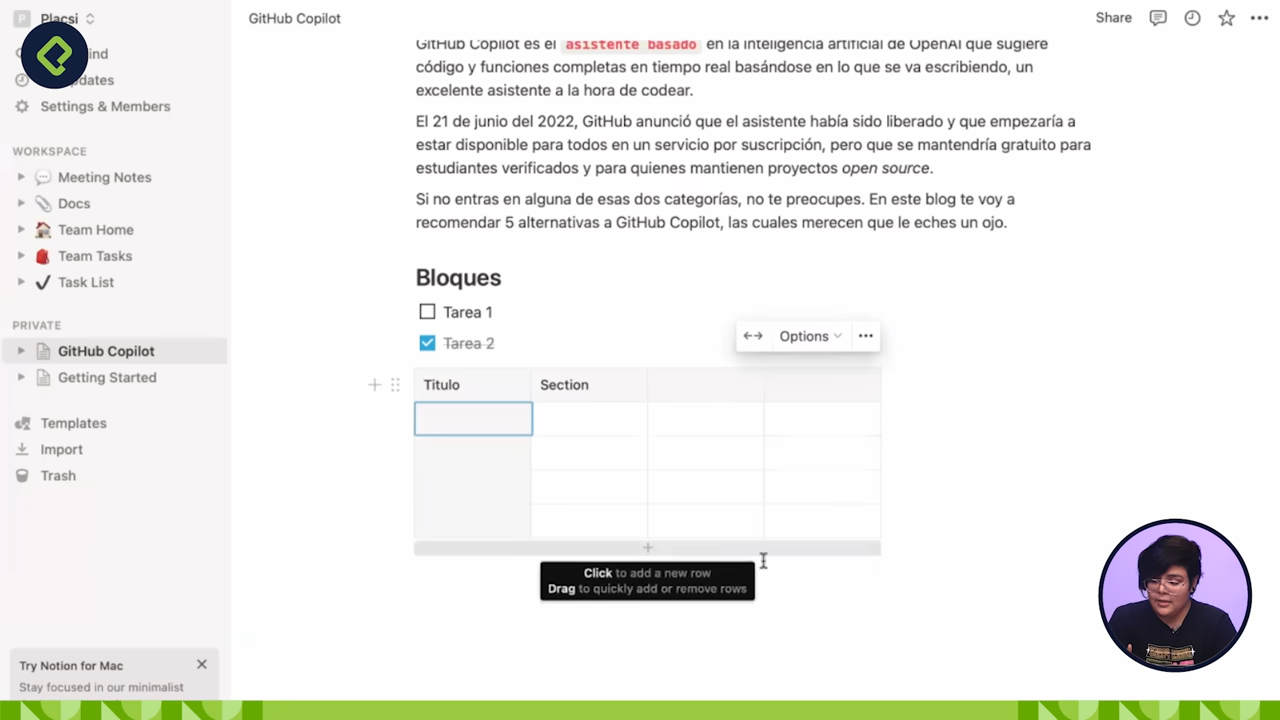 P Placsi
GitHub Copilot
Share
Updates
Settings & Members
WORKSPACE
Meeting Notes
Docs
Team Home
Team Tasks
Task List
PRIVATE
GitHub Copilot
Getting Started
Templates
Import
Trash
Try Notion for Mac
Stay focused in our minimalist
GitHub Copilot es el asistente basado en la inteligencia artificial de OpenAI que sugiere
código y funciones completas en tiempo real basándose en lo que se va escribiendo, un
excelente asistente a la hora de codear.
El 21 de junio del 2022, GitHub anunció que el asistente había sido liberado y que empezaría a
estar disponible para todos en un servicio por suscripción, pero que se mantendría gratuito para
estudiantes verificados y para quienes mantienen proyectos open source.
Si no entras en alguna de esas dos categorías, no te preocupes. En este blog te voy a
recomendar 5 alternativas a GitHub Copilot, las cuales merecen que le eches un ojo.
Bloques
Tarea 1
Tarea 2
Options
Titulo Section
Click to add a new row
Drag to quickly add or remove rows